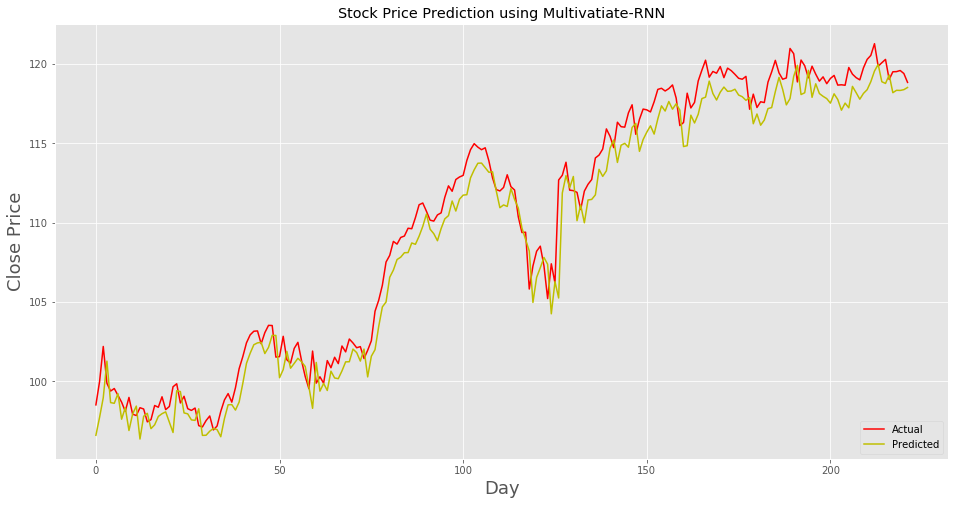 Stock Price Prediction using Multivatiate-RNN
Close Price
120
115
110
105
100
0
50
100
150
200
Day
Actual
Predicted